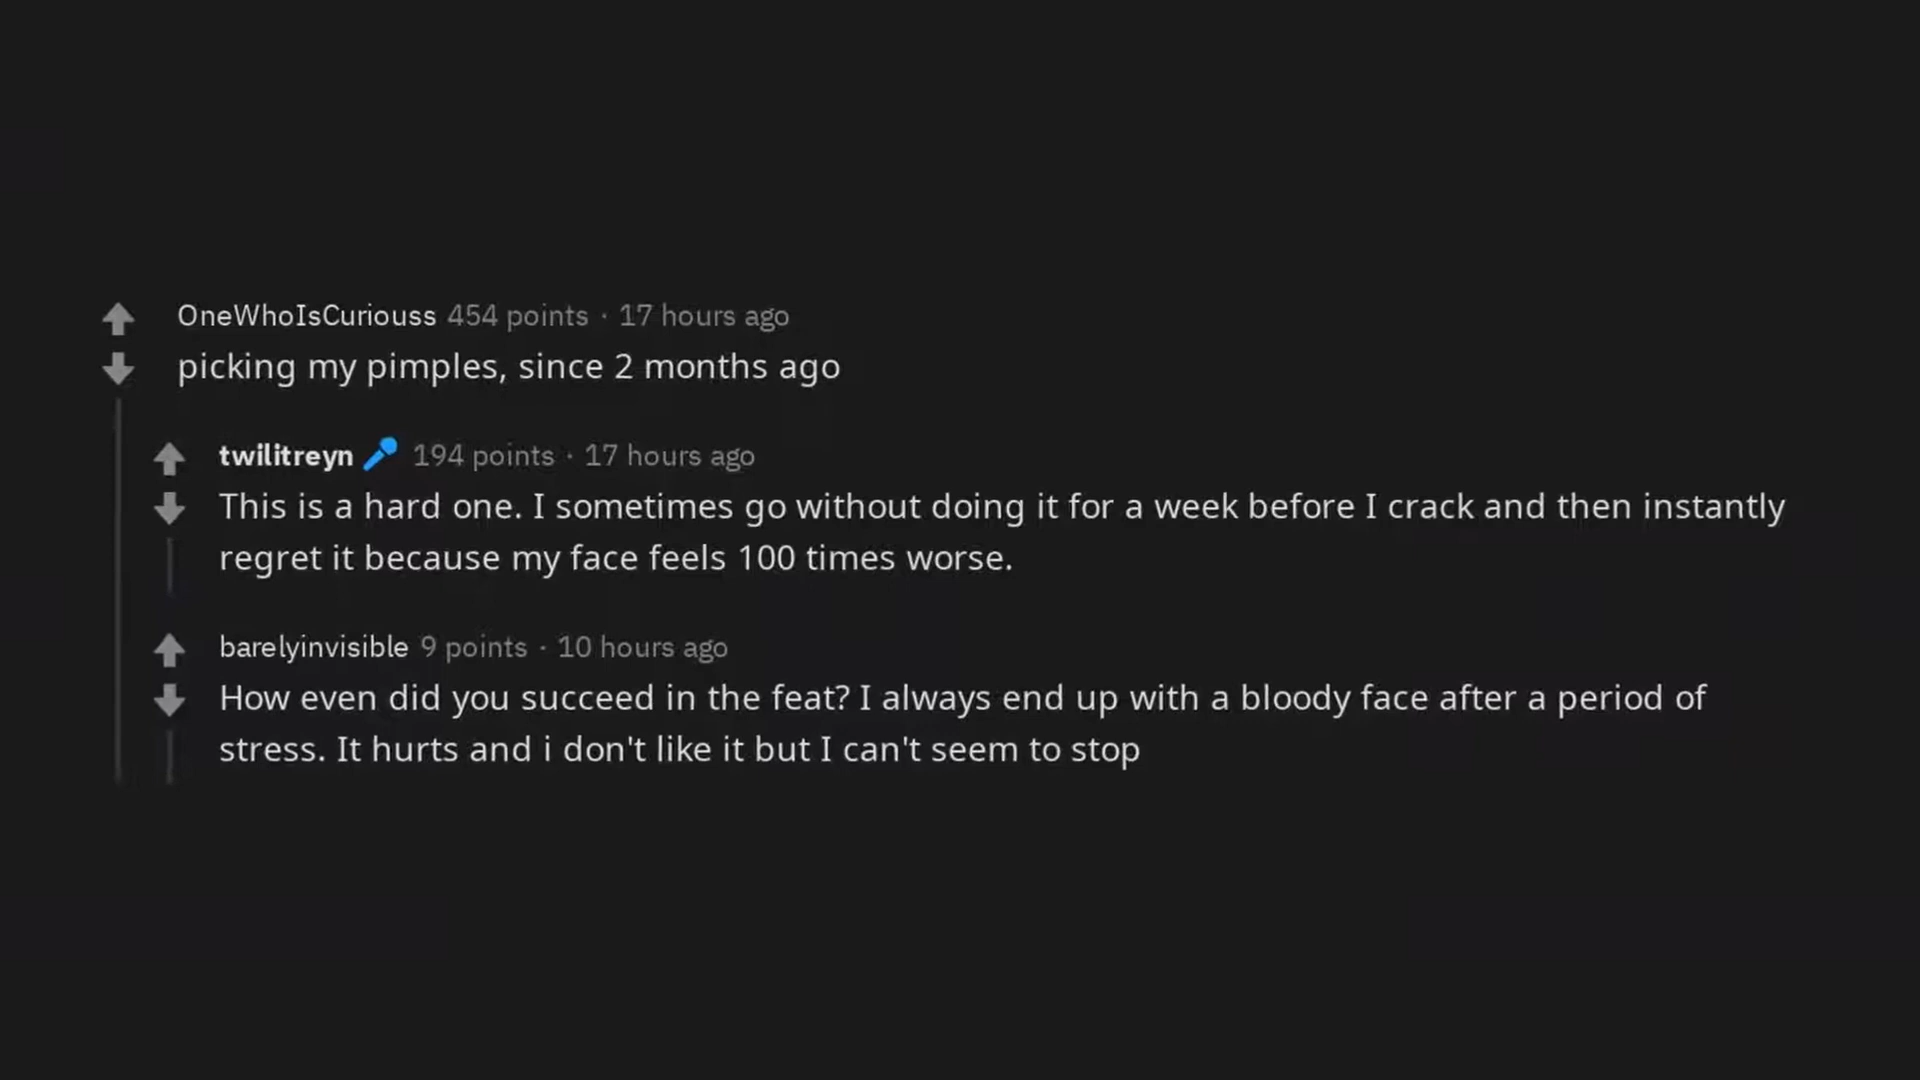 OneWhoIsCuriouss 454 points · 17 hours ago
picking my pimples, since 2 months ago
twilitreyn 194 points · 17 hours ago
This is a hard one. I sometimes go without doing it for a week before I crack and then instantly
regret it because my face feels 100 times worse.
barelyinvisible 9 points · 10 hours ago
How even did you succeed in the feat? I always end up with a bloody face after a period of
stress. It hurts and i don't like it but I can't seem to stop